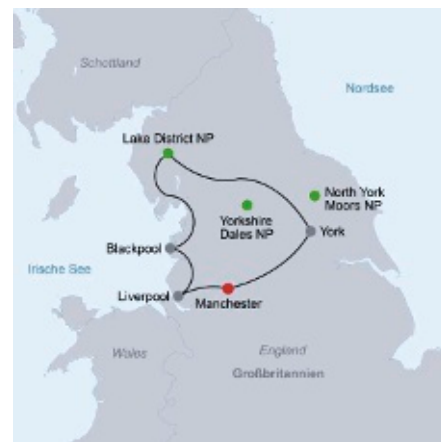 Schottland
Nordsee
Lake District NP
North York
Moors NP
Yorkshire
Dales NP
York
Blackpool
Irische See
Liverpool
Manchester
Wales
England
Großbritannien